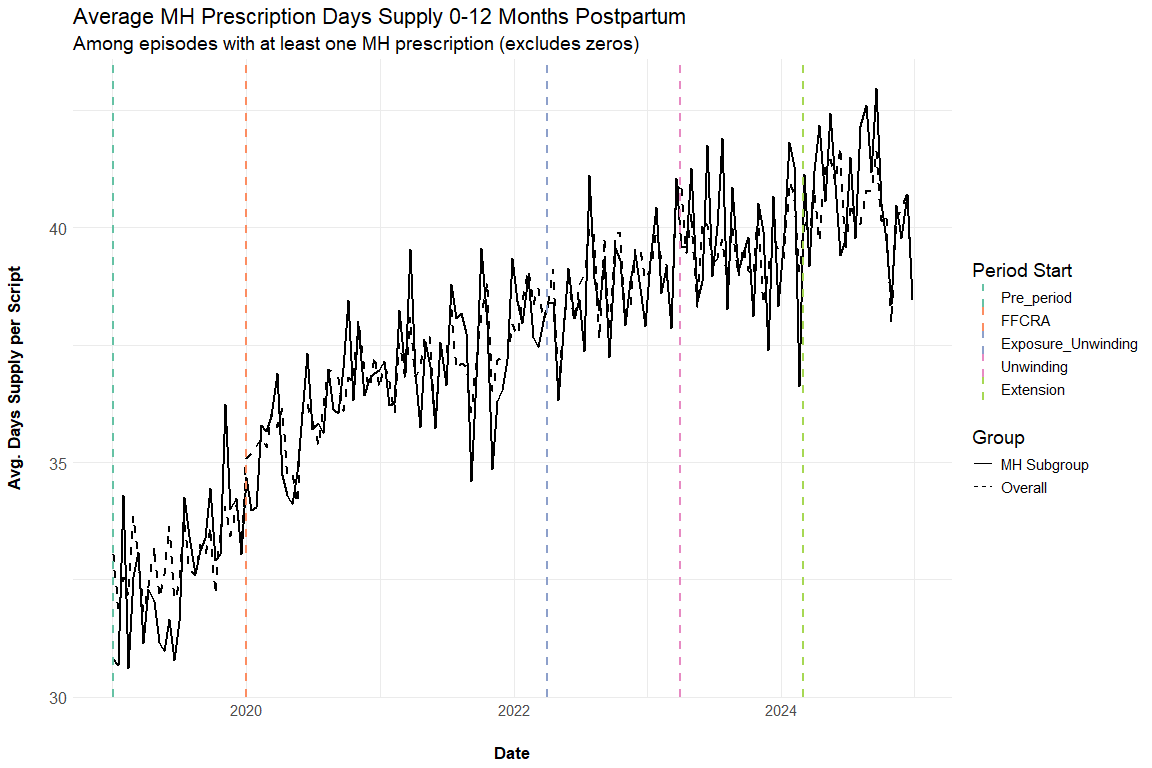 Average MH Prescription Days Supply 0-12 Months Postpartum
Among episodes with at least one MH prescription (excludes zeros)
Avg. Days Supply per Script
40
35
30
2020
2022
2024
Date
Period Start
Pre_period
FFCRA
Exposure_Unwinding
Unwinding
Extension
Group
MH Subgroup
Overall